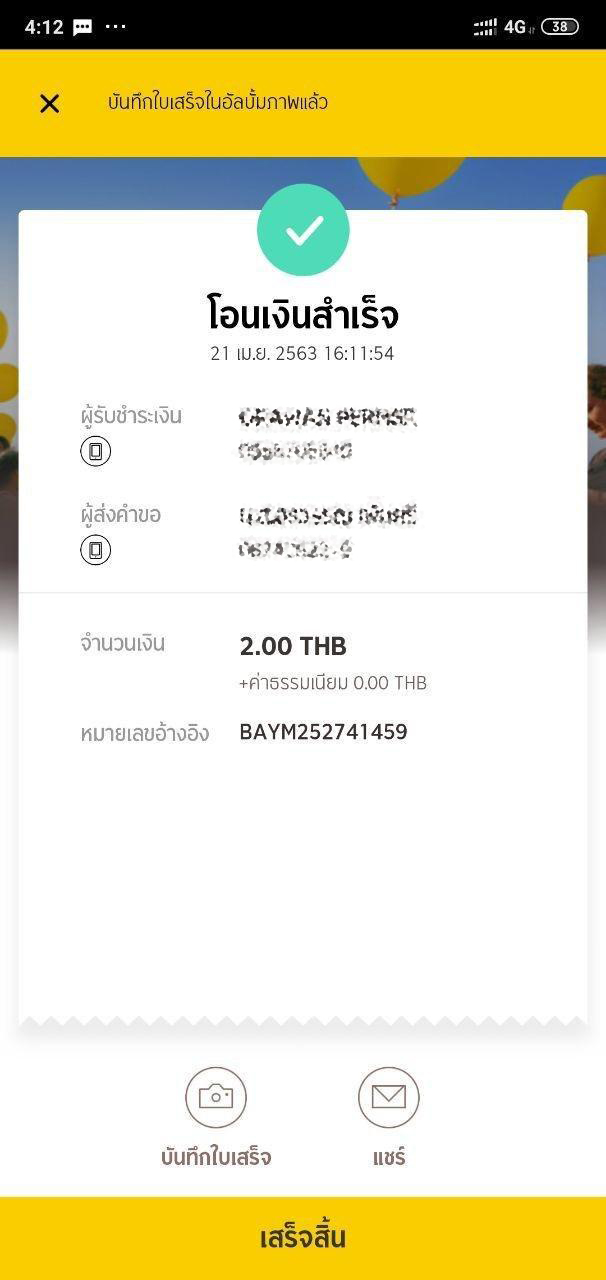 4:12
4G
38
บันทึกใบเสร็จในอัลบั้มภาพแล้ว
โอนเงินสำเร็จ
21 เม.ย. 2563 16:11:54
ผู้รับชำระเงิน
ผู้ส่งคำขอ
จำนวนเงิน 2.00 THB
+ค่าธรรมเนียม 0.00 THB
หมายเลขอ้างอิง BAYM252741459
บันทึกใบเสร็จ แชร์
เสร็จสิ้น